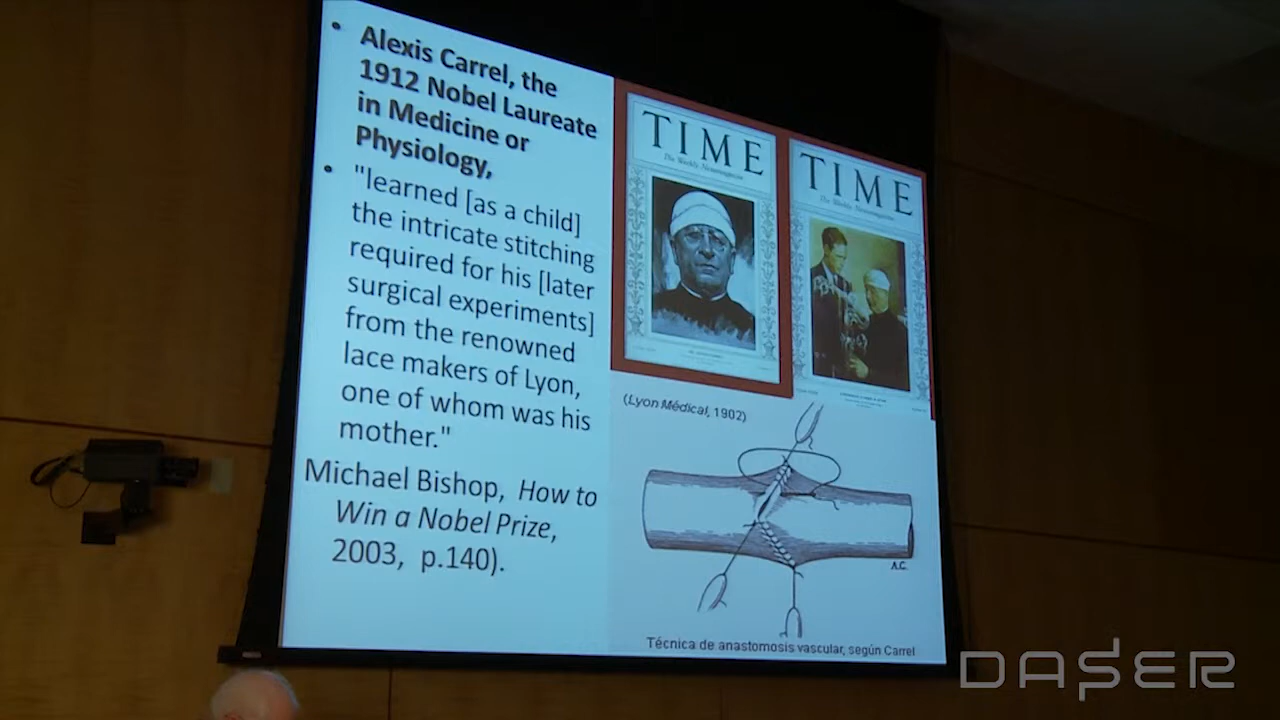 • Alexis Carrel, the
1912 Nobel Laureate
in Medicine or
Physiology,
• "learned [as a child]
the intricate stitching
required for his [later
surgical experiments]
from the renowned
lace makers of Lyon,
one of whom was his
mother."
Michael Bishop, How to
Win a Nobel Prize,
2003, p.140).
TIME
The Weekly Newsmagazine
TIME
The Weekly Newsmagazine
(Lyon Médical, 1902)
A.C.
Técnica de anastomosis vascular, según Carrel
DASER